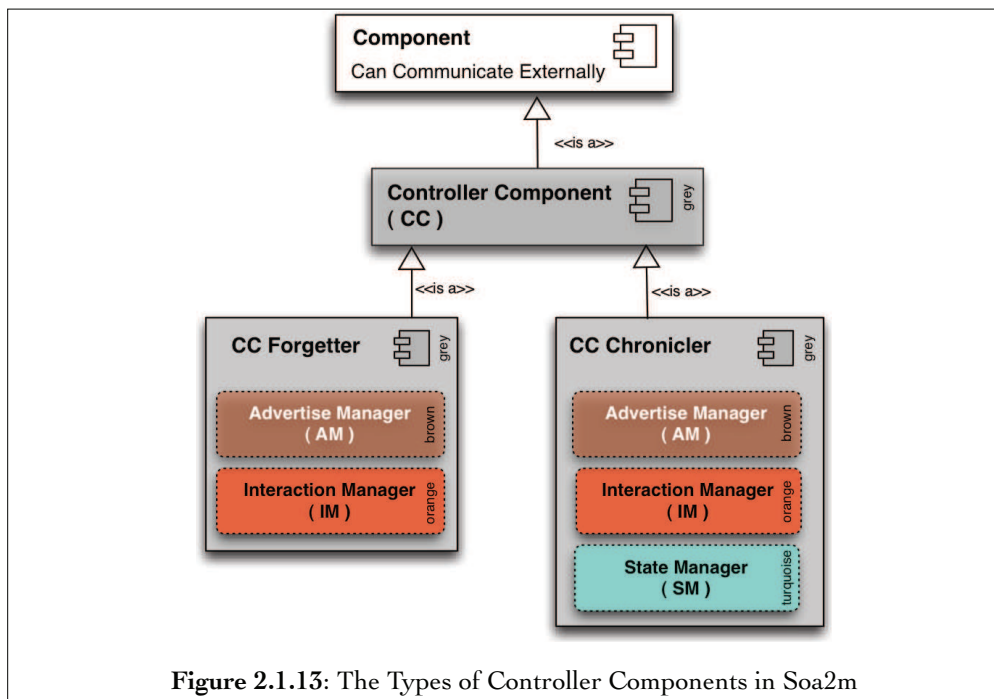 Component
Can Communicate Externally
<<is a>>
Controller Component
( CC )
grey
<<is a>>
<<is a>>
CC Forgetter
grey
Advertise Manager
( AM )
brown
Interaction Manager
( IM )
orange
CC Chronicler
grey
Advertise Manager
( AM )
brown
Interaction Manager
( IM )
orange
State Manager
( SM )
turquoise
Figure 2.1.13: The Types of Controller Components in Soa2m